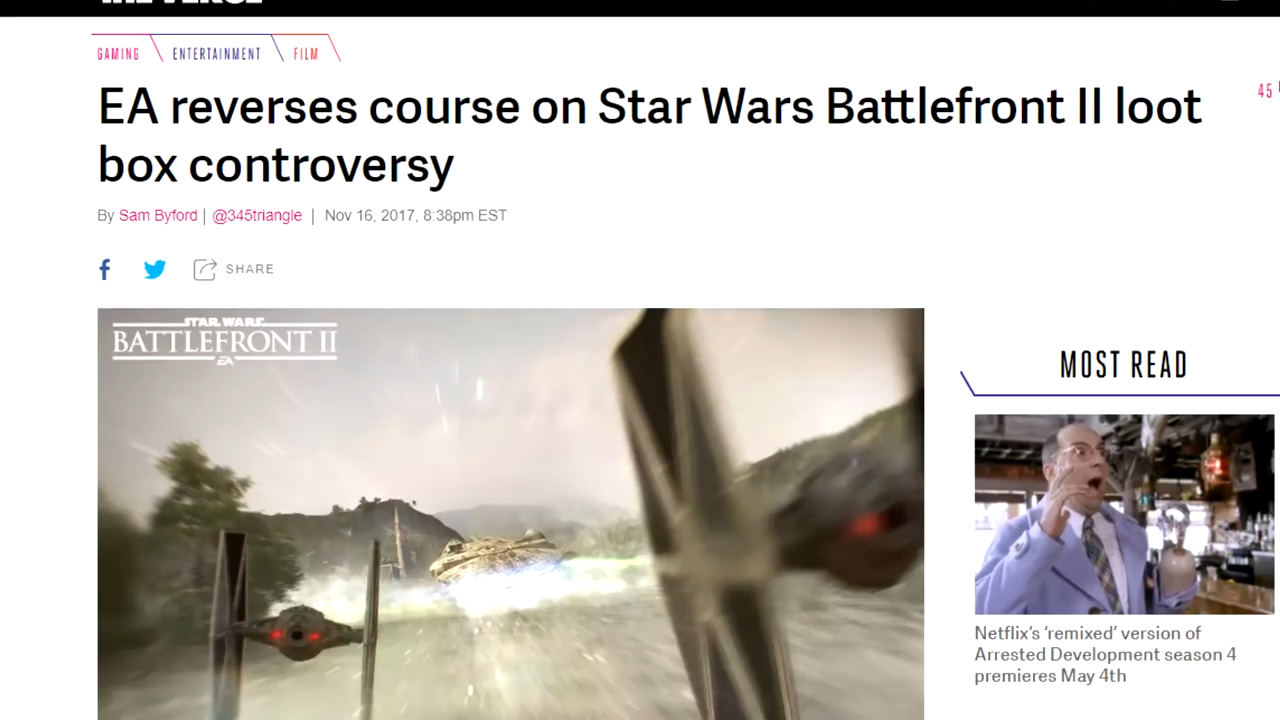 THE VERGE
GAMING
ENTERTAINMENT
FILM
EA reverses course on Star Wars Battlefront II loot
box controversy
45
By Sam Byford | @345triangle | Nov 16, 2017, 8:38pm EST
SHARE
STAR WARS
BATTLEFRONT II
EA
MOST READ
Netflix's 'remixed' version of
Arrested Development season 4
premieres May 4th